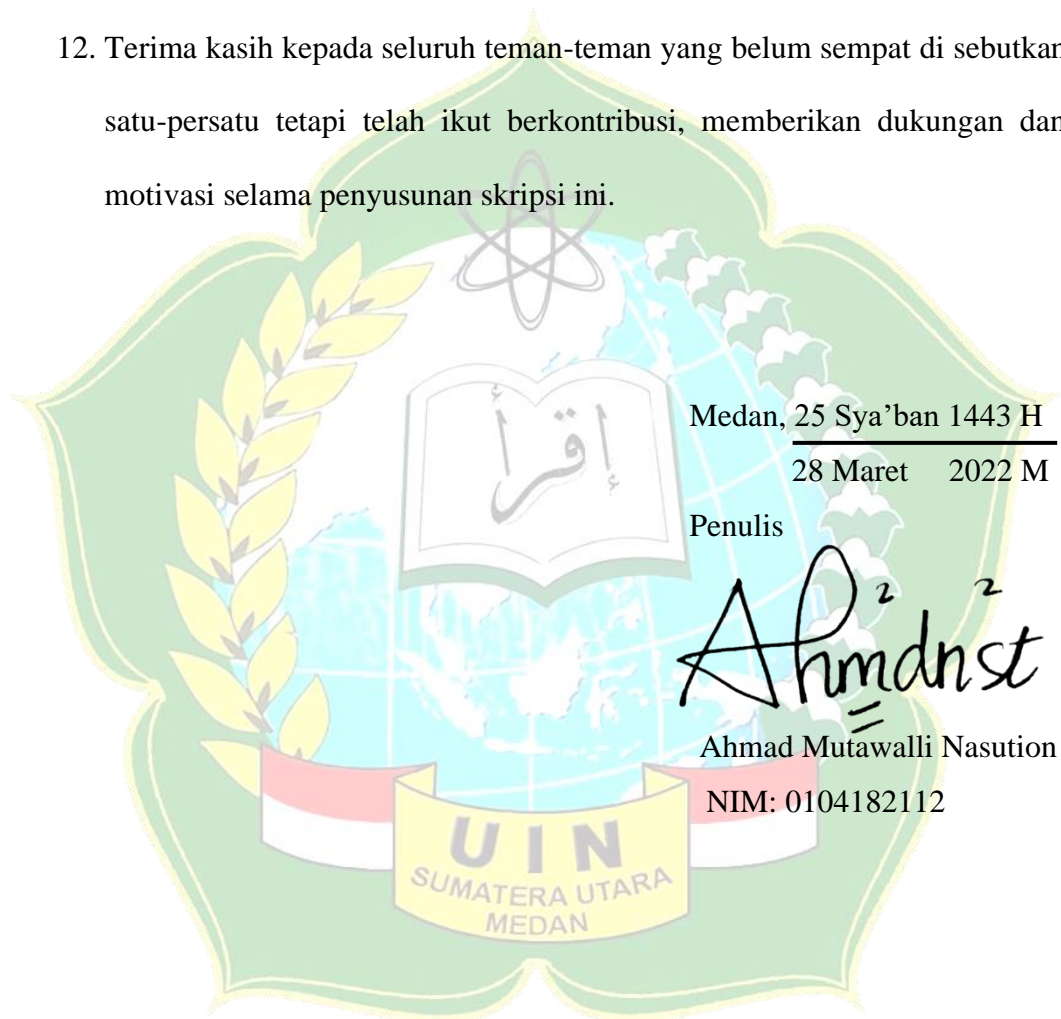 12. Terima kasih kepada seluruh teman-teman yang belum sempat di sebutkan
satu-persatu tetapi telah ikut berkontribusi, memberikan dukungan dan
motivasi selama penyusunan skripsi ini.
إقرأ
Medan, 25 Sya’ban 1443 H
28 Maret 2022 M
Penulis
Ahmdnst
Ahmad Mutawalli Nasution
NIM: 0104182112
UIN
SUMATERA UTARA
MEDAN